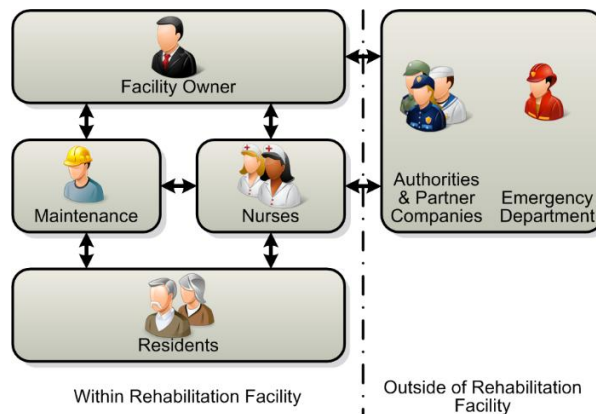 Facility Owner
Maintenance
Nurses
Residents
Authorities
& Partner
Companies
Emergency
Department
Within Rehabilitation Facility
Outside of Rehabilitation
Facility